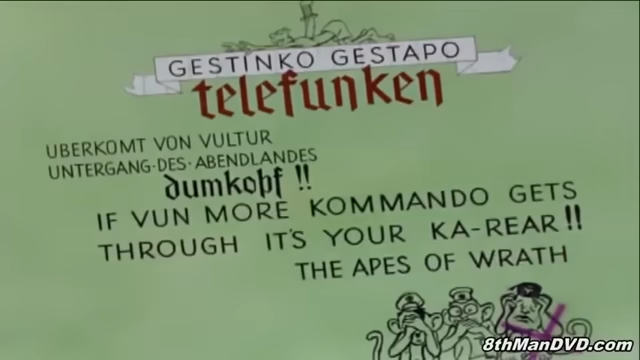 GESTINKO GESTAPO
telefunken
UBERKOMT VON VULTUR
UNTERGANG·DES·ABENDLANDES
dumkopf !!
IF VUN MORE KOMMANDO GETS
THROUGH IT'S YOUR KA-REAR!!
THE APES OF WRATH
8thManDVD.com